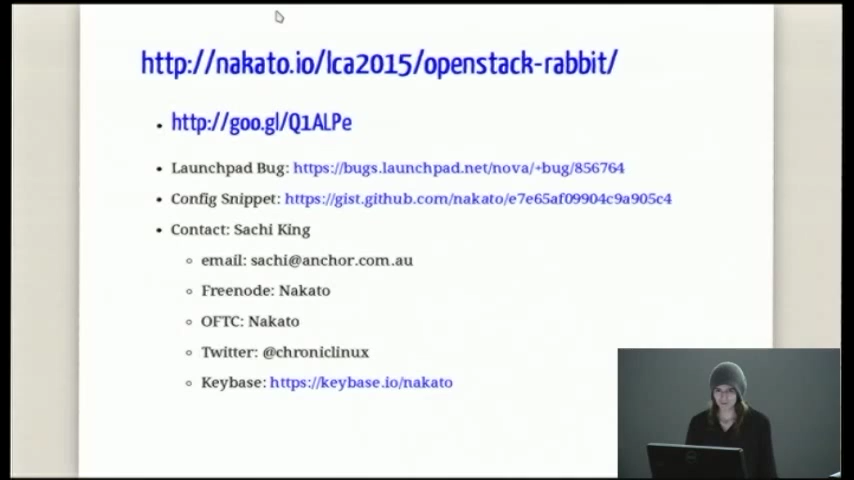 http://nakato.io/lca2015/openstack-rabbit/
http://goo.gl/Q1ALPe
Launchpad Bug: https://bugs.launchpad.net/nova/+bug/856764
Config Snippet: https://gist.github.com/nakato/e7e65af09904c9a905c4
Contact: Sachi King
email: sachi@anchor.com.au
Freenode: Nakato
OFTC: Nakato
Twitter: @chroniclinux
Keybase: https://keybase.io/nakato